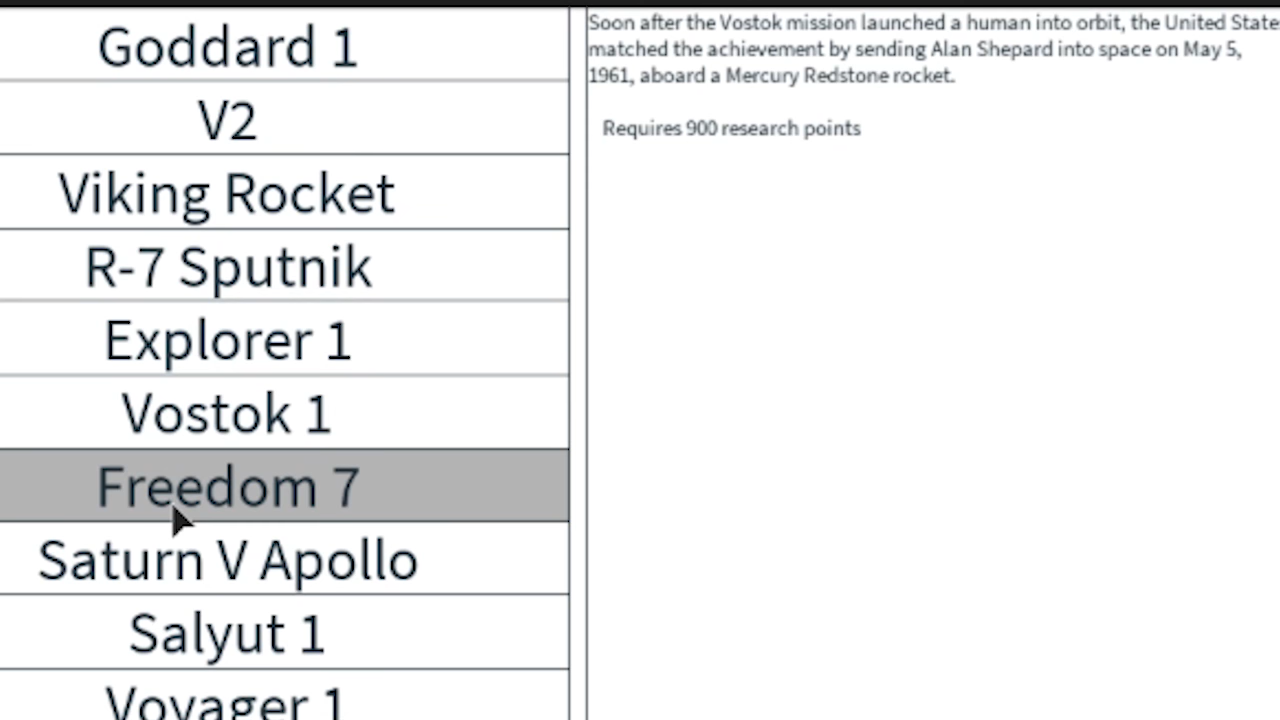 Goddard 1
V2
Viking Rocket
R-7 Sputnik
Explorer 1
Vostok 1
Freedom 7
Saturn V Apollo
Salyut 1
Voyager 1
Soon after the Vostok mission launched a human into orbit, the United State
matched the achievement by sending Alan Shepard into space on May 5,
1961, aboard a Mercury Redstone rocket.
Requires 900 research points